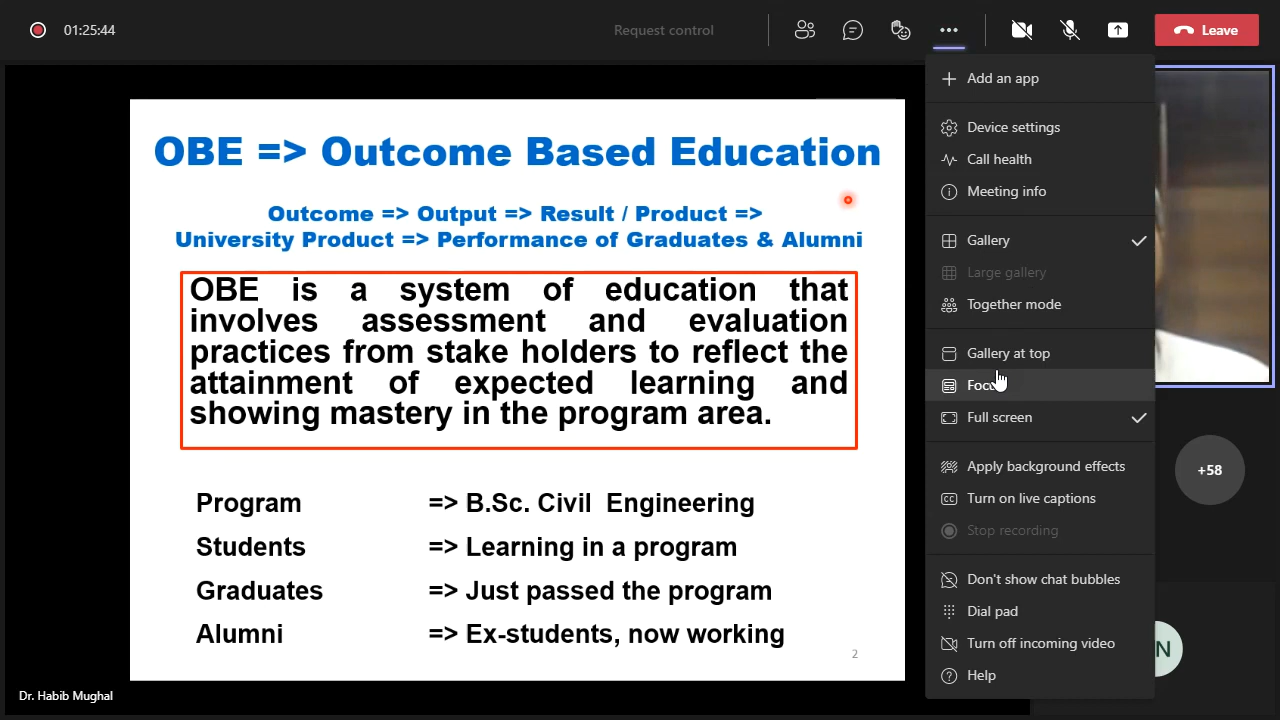 01:25:44
Request control
Leave
OBE => Outcome Based Education
Outcome => Output => Result / Product =>
University Product => Performance of Graduates & Alumni
OBE is a system of education that
involves assessment and evaluation
practices from stake holders to reflect the
attainment of expected learning and
showing mastery in the program area.
Program => B.Sc. Civil Engineering
Students => Learning in a program
Graduates => Just passed the program
Alumni => Ex-students, now working
2
Dr. Habib Mughal
Add an app
Device settings
Call health
Meeting info
Gallery
Large gallery
Together mode
Gallery at top
Focus
Full screen
Apply background effects
CC Turn on live captions
Stop recording
Don't show chat bubbles
Dial pad
Turn off incoming video
Help
+58
N